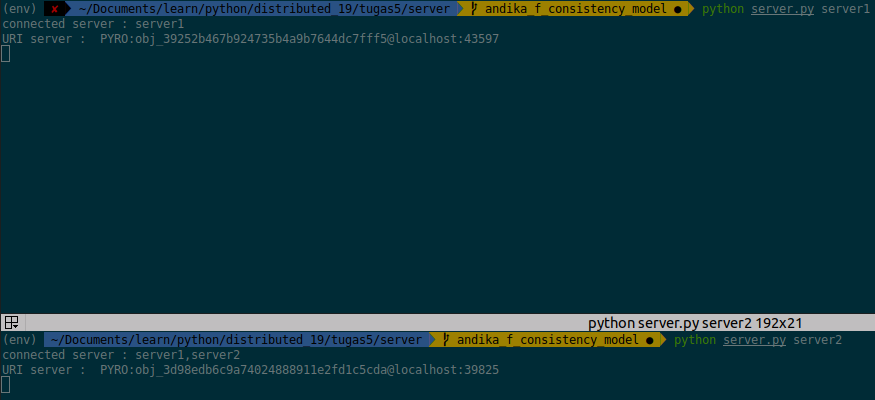 (env) ✘ ~/Documents/learn/python/distributed_19/tugas5/server andika_f_consistency_model ● python server.py server1
connected server : server1
URI server :  PYRO:obj_39252b467b924735b4a9b7644dc7fff5@localhost:43597
python server.py server2 192x21
(env) ~/Documents/learn/python/distributed_19/tugas5/server andika_f_consistency_model ● python server.py server2
connected server : server1,server2
URI server :  PYRO:obj_3d98edb6c9a74024888911e2fd1c5cda@localhost:39825